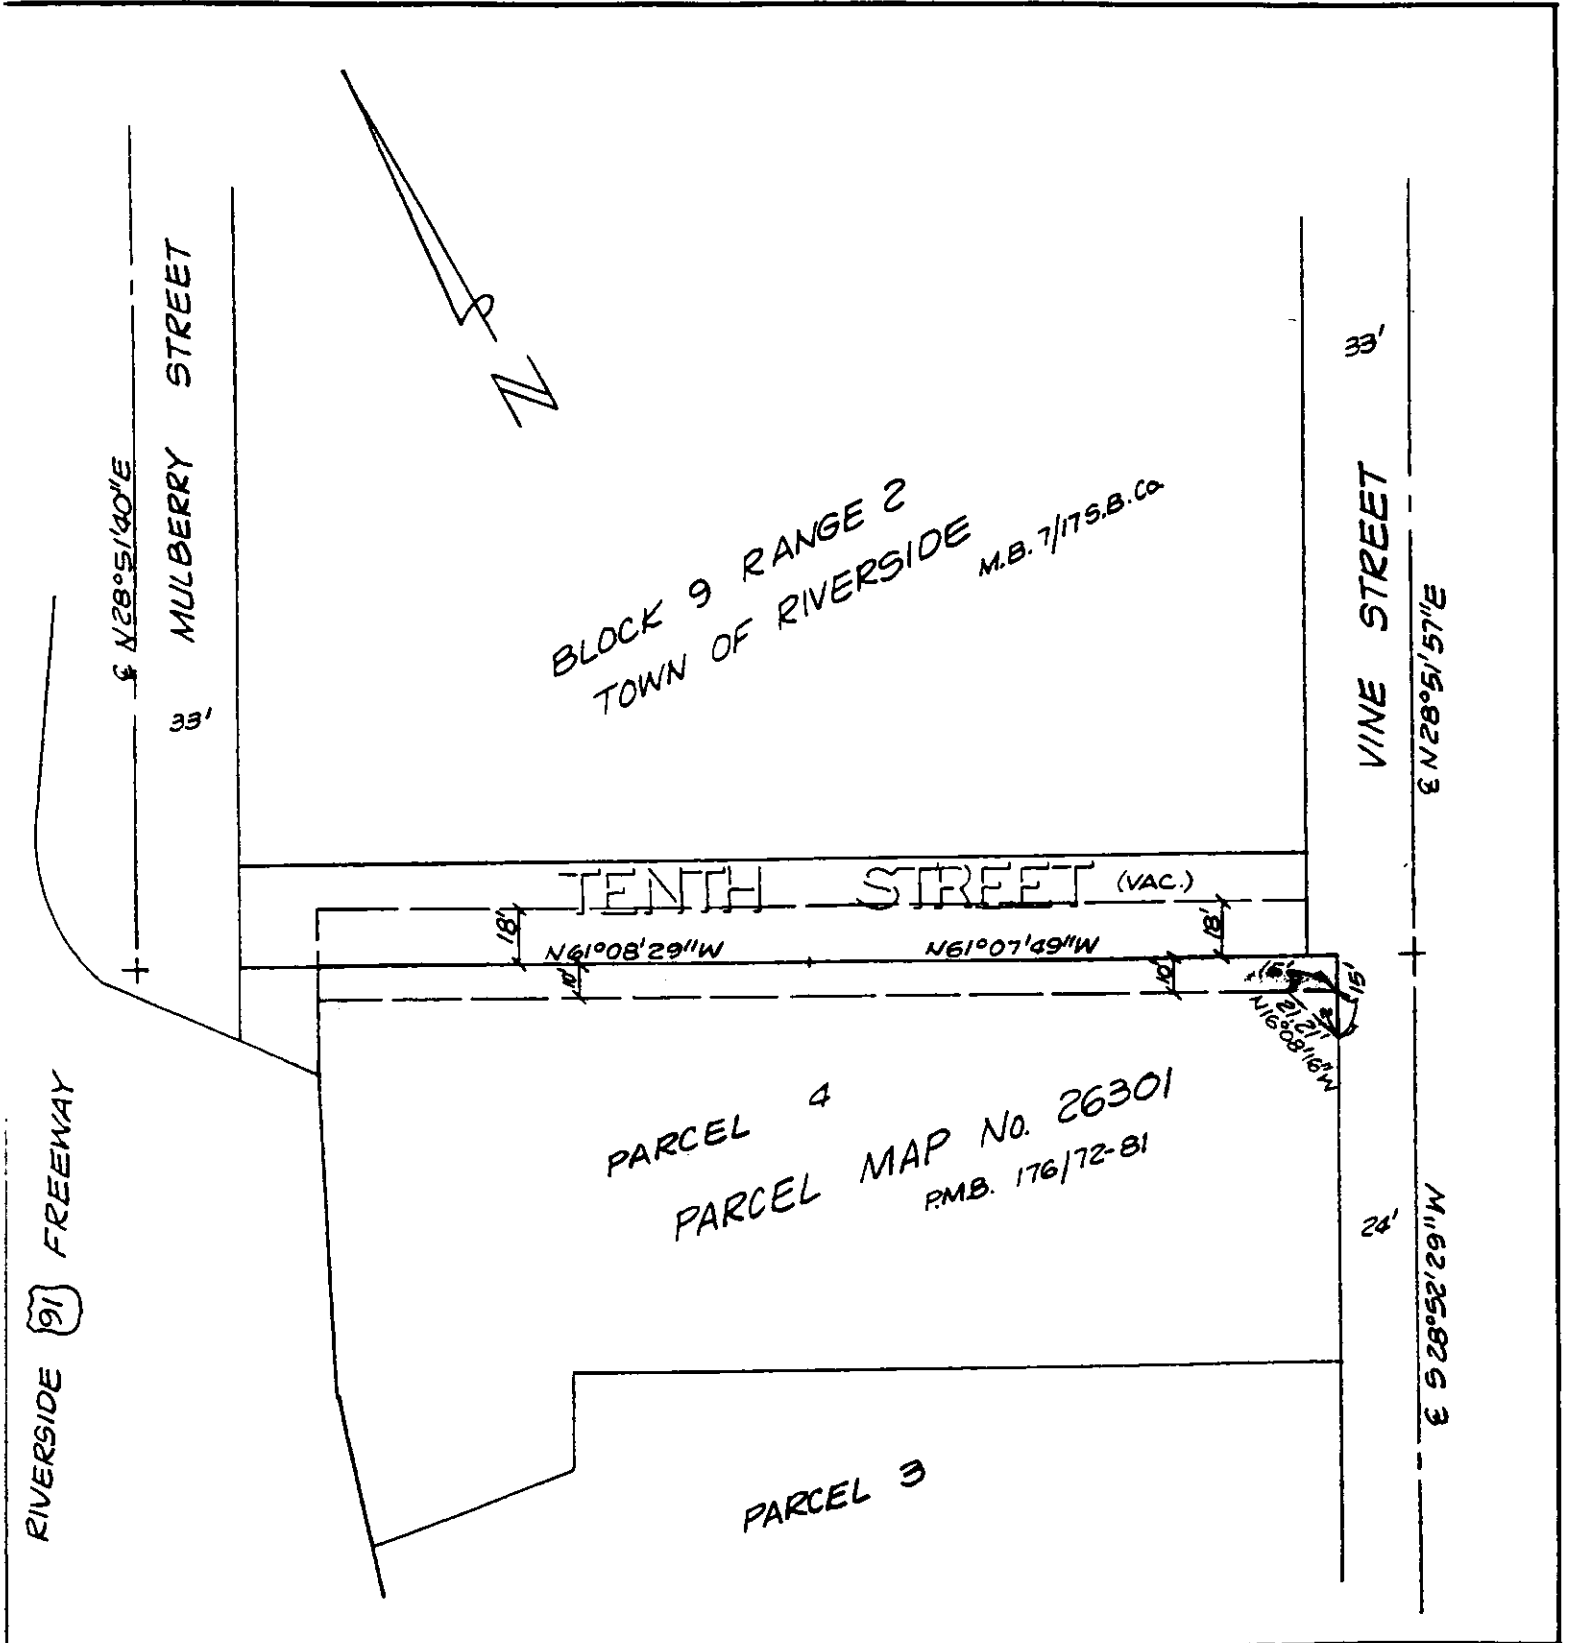 N
℄ N28°51'40"E
MULBERRY STREET
33'
BLOCK 9 RANGE 2
TOWN OF RIVERSIDE
M.B. 7/17 S.B.Co.
33'
VINE STREET
℄ N28°51'57"E
TENTH STREET (VAC.)
18'
18'
N61°08'29"W
N61°07'49"W
10'
10'
15'
15'
21.21'
N16°08'16"W
PARCEL 4
PARCEL MAP No. 26301
P.M.B. 176/72-81
24'
℄ S28°52'29"W
RIVERSIDE 91 FREEWAY
PARCEL 3